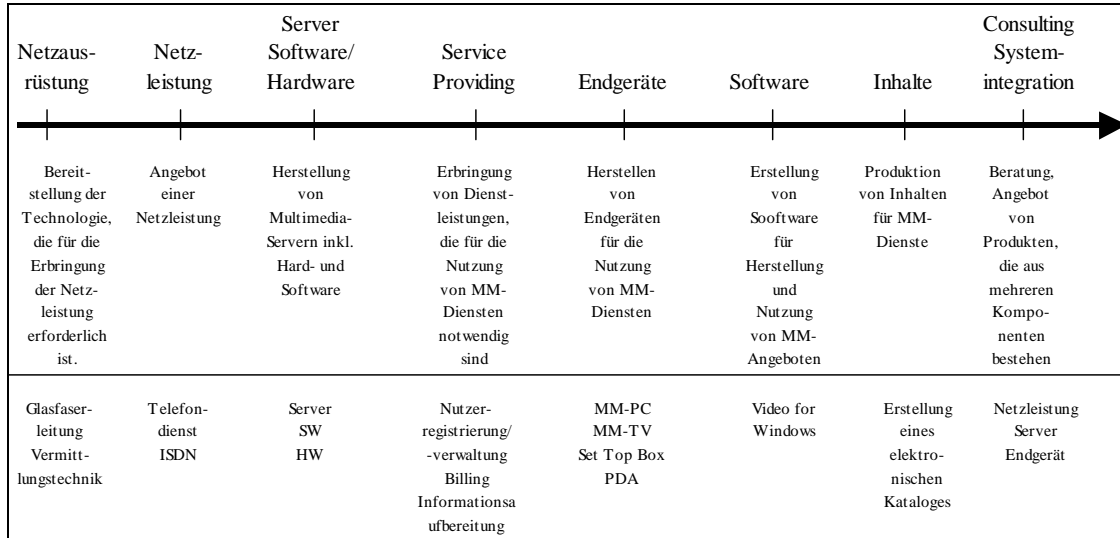 Netzaus-
rüstung
Netz-
leistung
Server
Software/
Hardware
Service
Providing
Endgeräte
Software
Inhalte
Consulting
System-
integration
Bereit-
stellung der
Technologie,
die für die
Erbringung
der Netz-
leistung
erforderlich
ist.
Angebot
einer
Netzleistung
Herstellung
von
Multimedia-
Servern inkl.
Hard- und
Software
Erbringung
von Dienst-
leistungen,
die für die
Nutzung
von MM-
Diensten
notwendig
sind
Herstellen
von
Endgeräten
für die
Nutzung
von MM-
Diensten
Erstellung
von
Sooftware
für
Herstellung
und
Nutzung
von MM-
Angeboten
Produktion
von Inhalten
für MM-
Dienste
Beratung,
Angebot
von
Produkten,
die aus
mehreren
Kompo-
nenten
bestehen
Glasfaser-
leitung
Vermitt-
lungstechnik
Telefon-
dienst
ISDN
Server
SW
HW
Nutzer-
registrierung/
-verwaltung
Billing
Informationsa
ufbereitung
MM-PC
MM-TV
Set Top Box
PDA
Video for
Windows
Erstellung
eines
elektro-
nischen
Kataloges
Netzleistung
Server
Endgerät